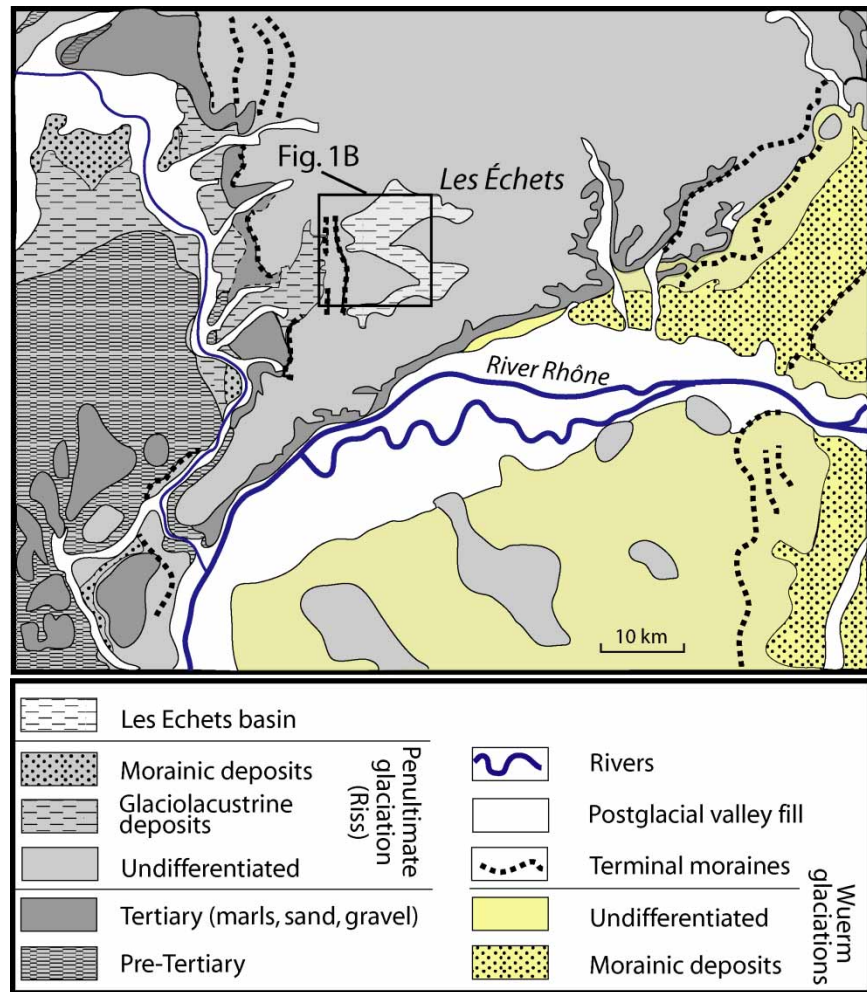 Fig. 1B
Les Échets
River Rhône
10 km
Les Echets basin
Morainic deposits
Glaciolacustrine
deposits
Undifferentiated
Penultimate
glaciation
(Riss)
Tertiary (marls, sand, gravel)
Pre-Tertiary
Rivers
Postglacial valley fill
Terminal moraines
Undifferentiated
Morainic deposits
Wuerm
glaciations